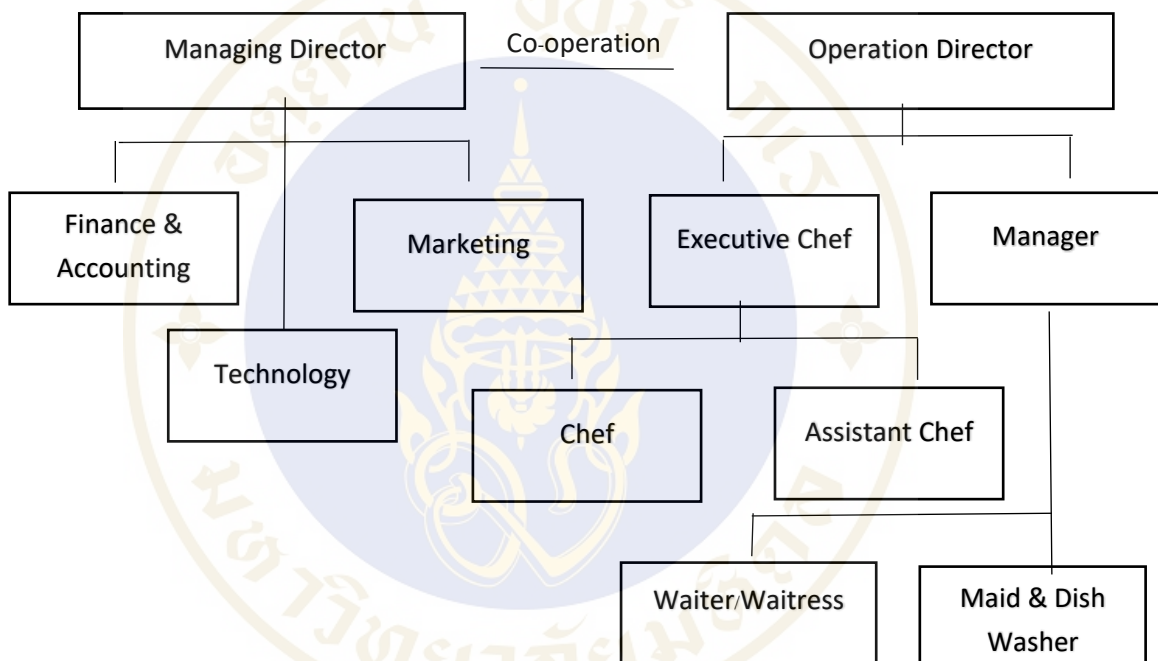 Managing Director
Co-operation
Operation Director
Finance &
Accounting
Marketing
Executive Chef
Manager
Technology
Chef
Assistant Chef
Waiter/Waitress
Maid & Dish
Washer